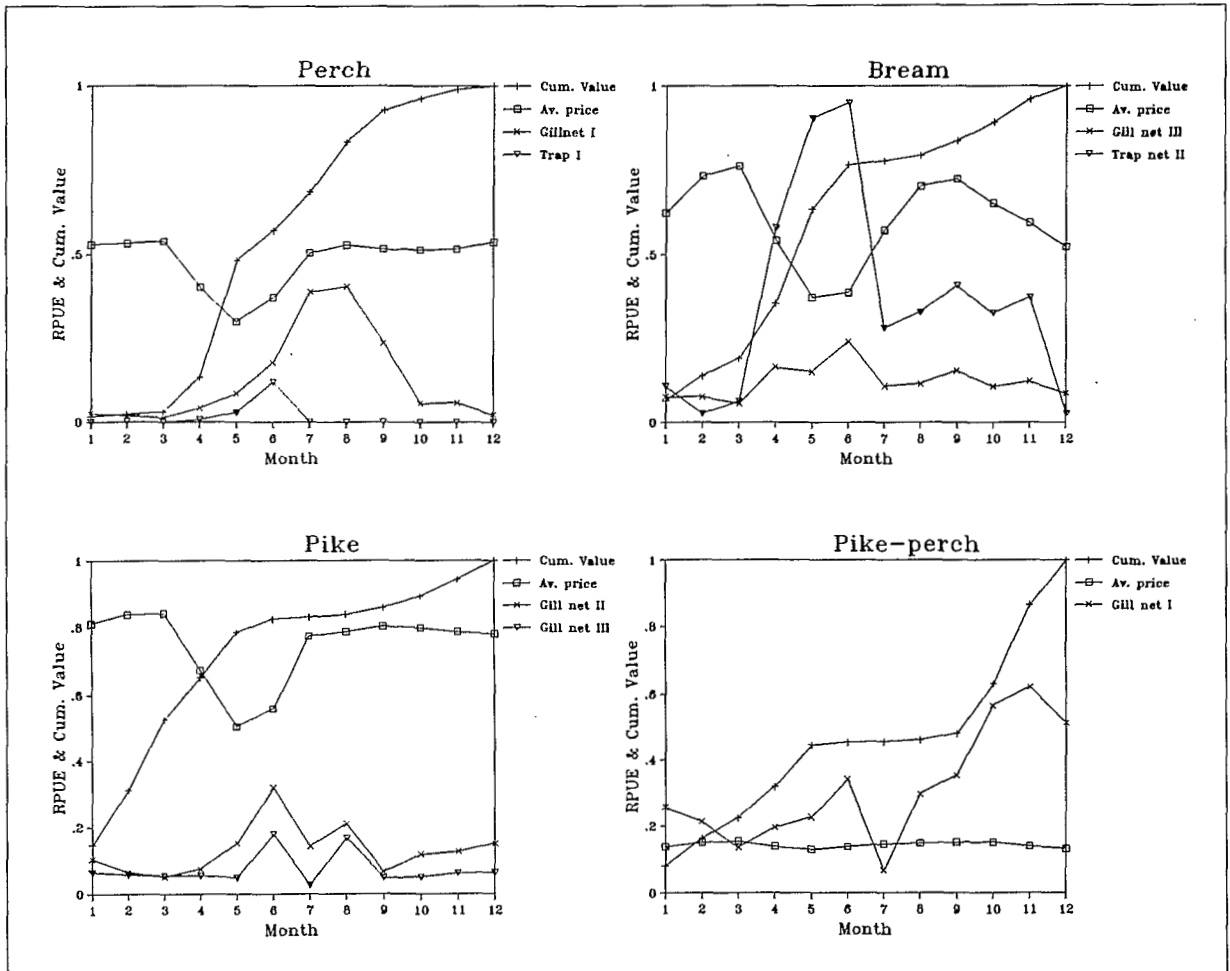 Perch
Cum. Value
Av. price
Gillnet I
Trap I
1
.5
0
RPUE & Cum. Value
1 2 3 4 5 6 7 8 9 10 11 12
Month
Bream
Cum. Value
Av. price
Gill net III
Trap net II
1
.5
0
RPUE & Cum. Value
1 2 3 4 5 6 7 8 9 10 11 12
Month
Pike
Cum. Value
Av. price
Gill net II
Gill net III
1
.8
.6
.4
.2
0
RPUE & Cum. Value
1 2 3 4 5 6 7 8 9 10 11 12
Month
Pike-perch
Cum. Value
Av. price
Gill net I
1
.8
.6
.4
.2
0
RPUE & Cum. Value
1 2 3 4 5 6 7 8 9 10 11 12
Month